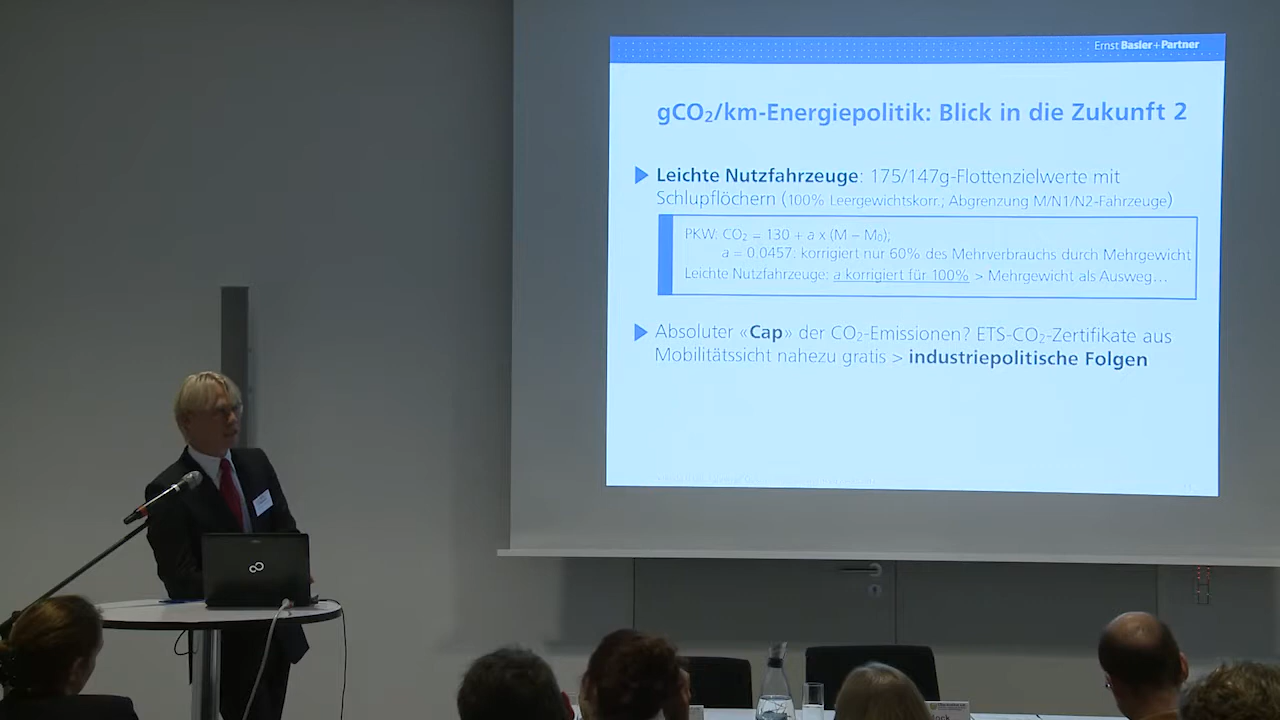 Ernst Basler + Partner
gCO₂/km-Energiepolitik: Blick in die Zukunft 2
Leichte Nutzfahrzeuge: 175/147g-Flottenzielwerte mit
Schlupflöchern (100% Leergewichtskorr.; Abgrenzung M/N1/N2-Fahrzeuge)
PKW: CO₂ = 130 + a x (M – M₀);
a = 0.0457: korrigiert nur 60% des Mehrverbrauchs durch Mehrgewicht
Leichte Nutzfahrzeuge: a korrigiert für 100% > Mehrgewicht als Ausweg…
Absoluter «Cap» der CO₂-Emissionen? ETS-CO₂-Zertifikate aus
Mobilitätssicht nahezu gratis > industriepolitische Folgen